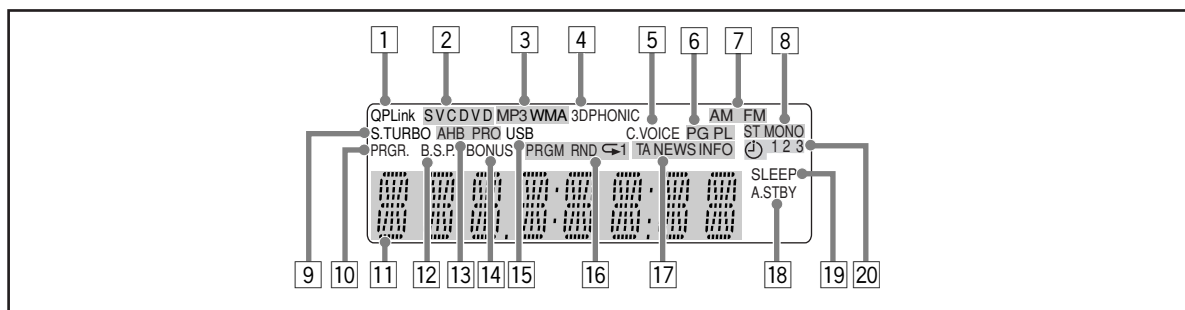 1 2 3 4 5 6 7 8
QPLink SVCDVD MP3 WMA 3DPHONIC AM FM
S.TURBO AHB PRO USB C.VOICE PG PL ST MONO
PRGR. B.S.P. BONUS PRGM RND 1 TA NEWS INFO 1 2 3
SLEEP
A.STBY
9 10 11 12 13 14 15 16 17 18 19 20